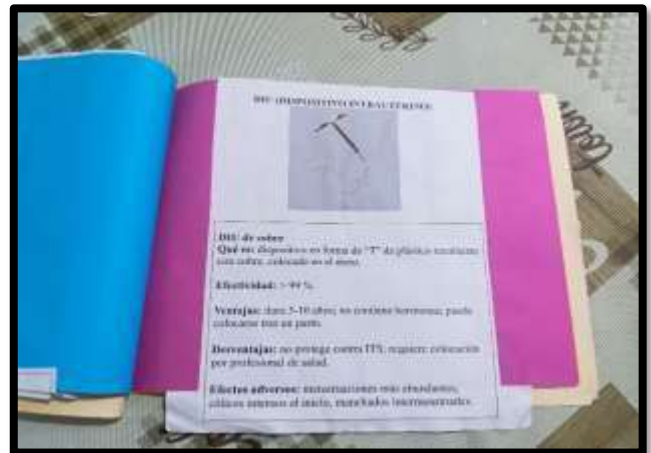 DIU (DISPOSITIVO INTRAUTERINO)
DIU de cobre
Qué es: dispositivo en forma de "T" de plástico recubierto
con cobre, colocado en el útero.
Efectividad: > 99 %.
Ventajas: dura 5-10 años; no contiene hormonas; puede
colocarse tras un parto.
Desventajas: no protege contra ITS; requiere colocación
por profesional de salud.
Efectos adversos: menstruaciones más abundantes,
cólicos intensos al inicio, manchados intermenstruales.